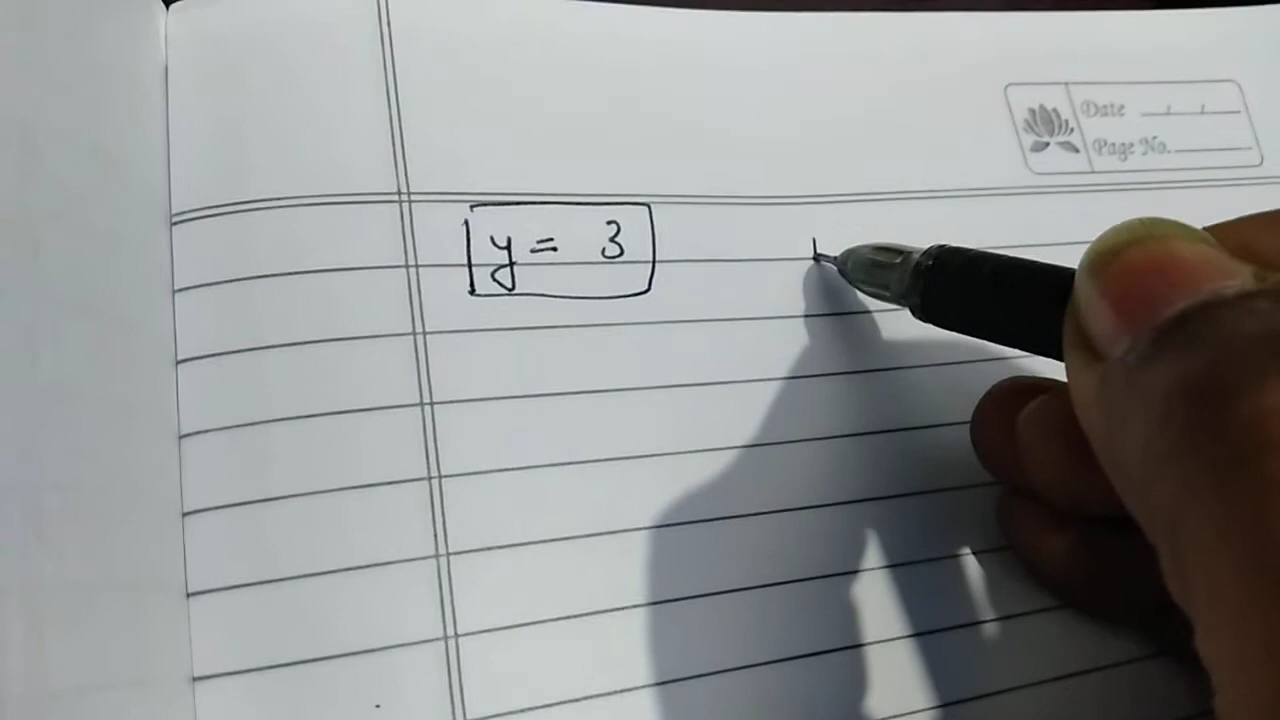 Date
Page No.
y = 3